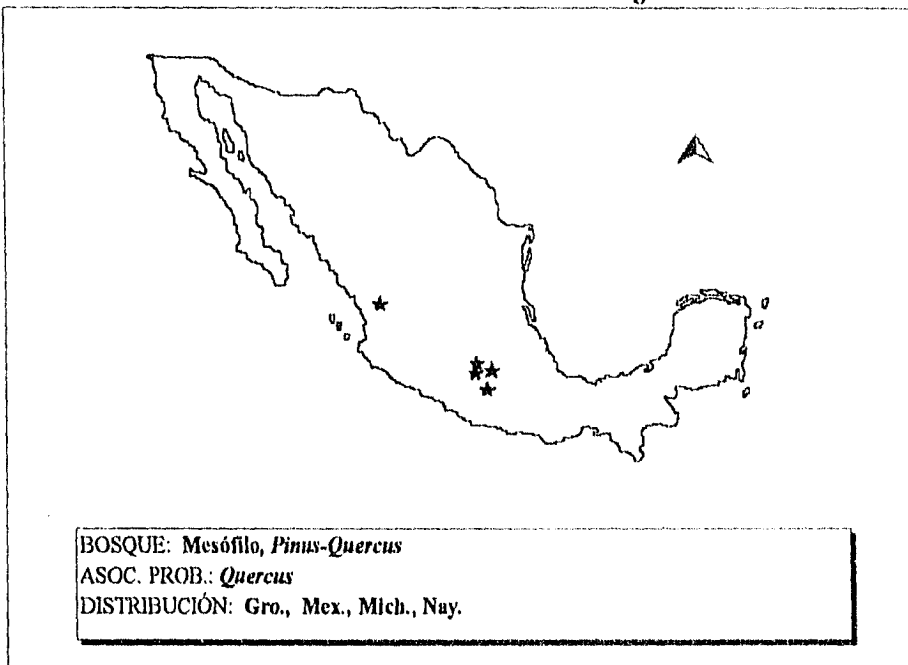 BOSQUE: Mesófilo, Pinus-Quercus
ASOC. PROB.: Quercus
DISTRIBUCIÓN: Gro., Mex., Mich., Nay.